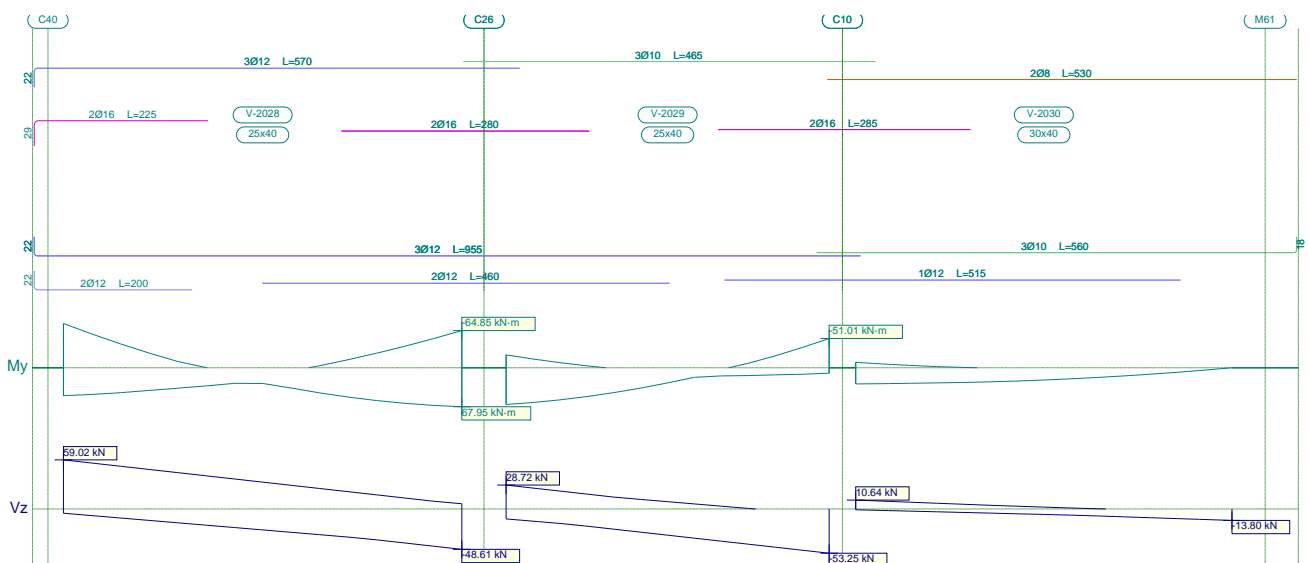 C40 C26 C10 M61
3Ø12 L=570 3Ø10 L=465
22 2Ø8 L=530
2Ø16 L=225 V-2028 V-2029 V-2030
29 25x40 2Ø16 L=280 25x40 2Ø16 L=285 30x40
22 3Ø12 L=955 3Ø10 L=560 18
22 2Ø12 L=200 2Ø12 L=460 1Ø12 L=515
-64.85 kN·m -51.01 kN·m
My
67.95 kN·m
59.02 kN 28.72 kN 10.64 kN
Vz
-48.61 kN -53.25 kN -13.80 kN